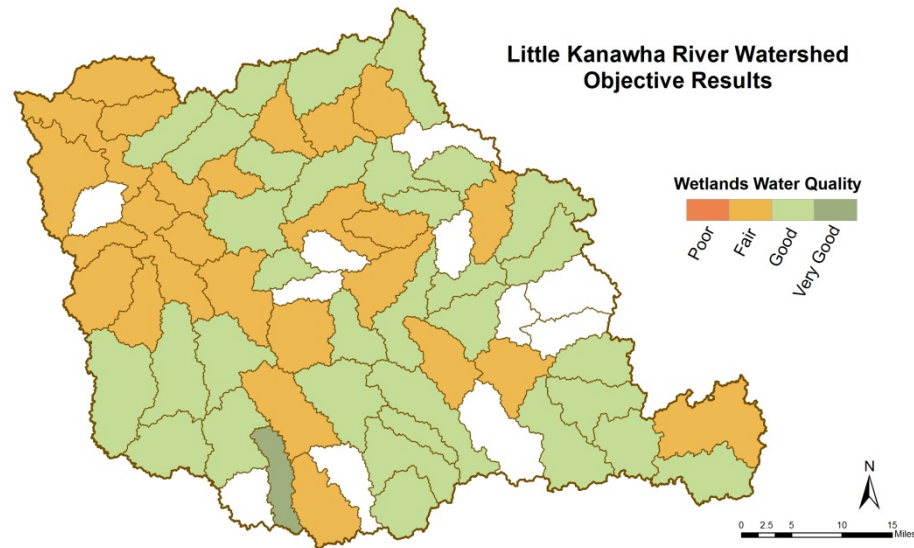 Little Kanawha River Watershed
Objective Results
Wetlands Water Quality
Poor
Fair
Good
Very Good
N
0 2.5 5 10 15
Miles